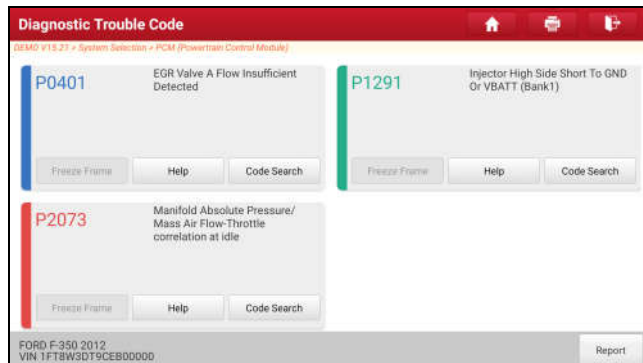 Diagnostic Trouble Code
DEMO V15.21 > System Selection > PCM (Powertrain Control Module)
P0401
EGR Valve A Flow Insufficient
Detected
Freeze Frame
Help
Code Search
P1291
Injector High Side Short To GND
Or VBATT (Bank1)
Freeze Frame
Help
Code Search
P2073
Manifold Absolute Pressure/
Mass Air Flow-Throttle
correlation at idle
Freeze Frame
Help
Code Search
FORD F-350 2012
VIN 1FT8W3DT9CEB00000
Report